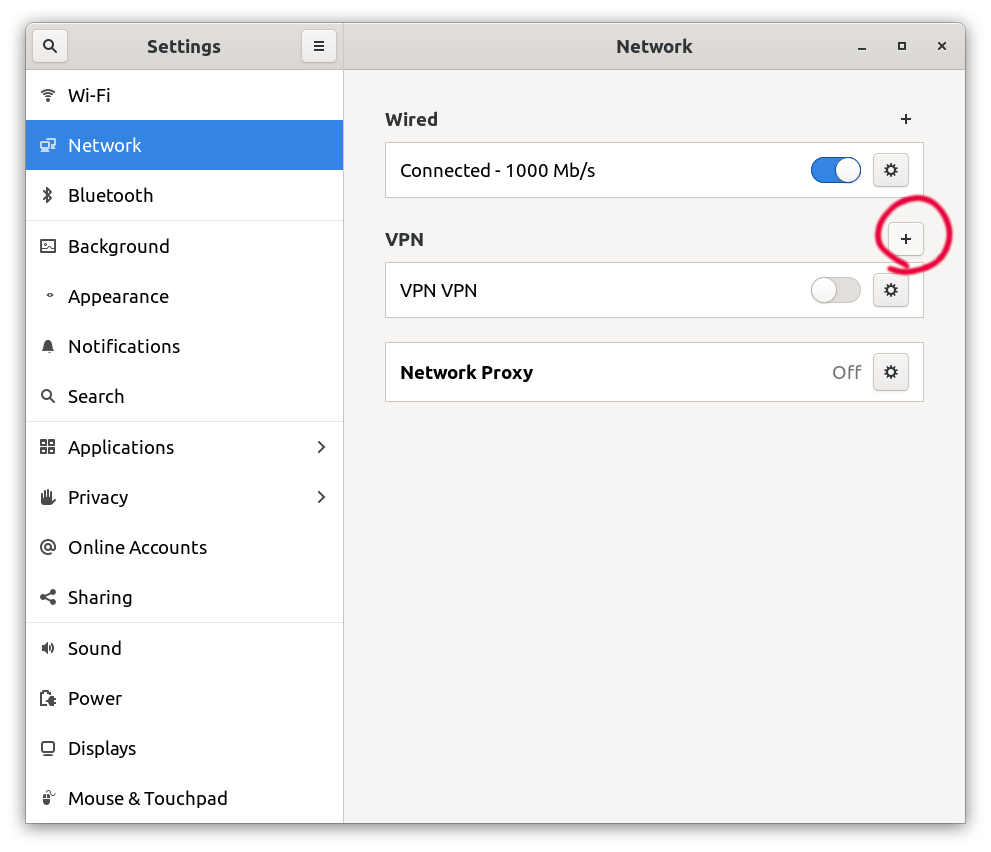 Settings
Network
Wi-Fi
Network
Bluetooth
Background
Appearance
Notifications
Search
Applications
Privacy
Online Accounts
Sharing
Sound
Power
Displays
Mouse & Touchpad
Wired
Connected - 1000 Mb/s
VPN
VPN VPN
Network Proxy Off